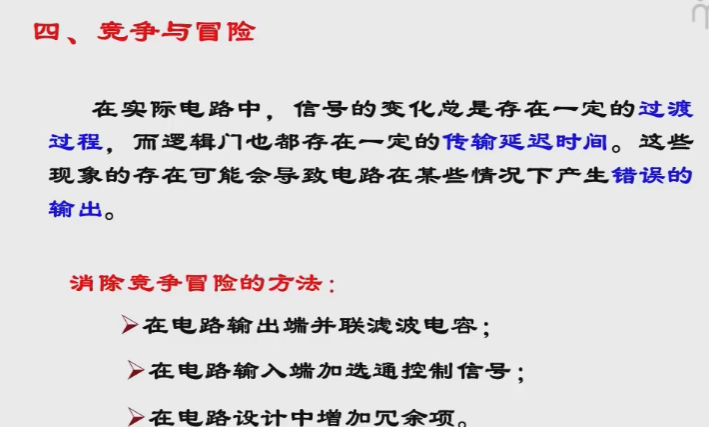 四、竞争与冒险
在实际电路中，信号的变化总是存在一定的过渡
过程，而逻辑门也都存在一定的传输延迟时间。这些
现象的存在可能会导致电路在某些情况下产生错误的
输出。
消除竞争冒险的方法：
➢在电路输出端并联滤波电容；
➢在电路输入端加选通控制信号；
➢在电路设计中增加冗余项。